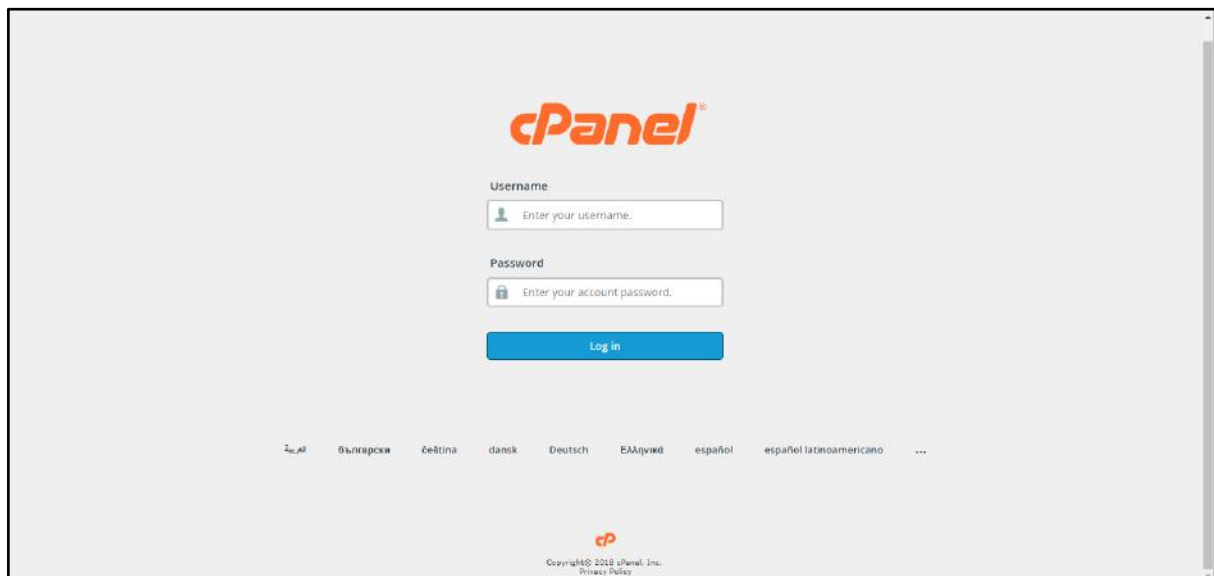 cPanel®
Username
Enter your username.
Password
Enter your account password.
Log in
العربية български čeština dansk Deutsch Ελληνικά español español latinoamericano ...
cP
Copyright© 2018 cPanel, Inc.
Privacy Policy